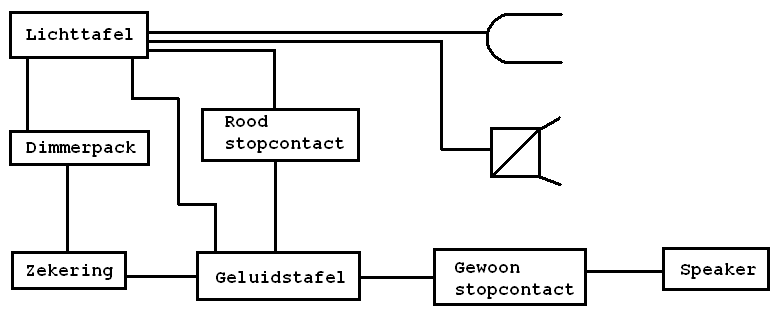 Lichttafel
Rood
stopcontact
Dimmerpack
Zekering
Geluidstafel
Gewoon
stopcontact
Speaker